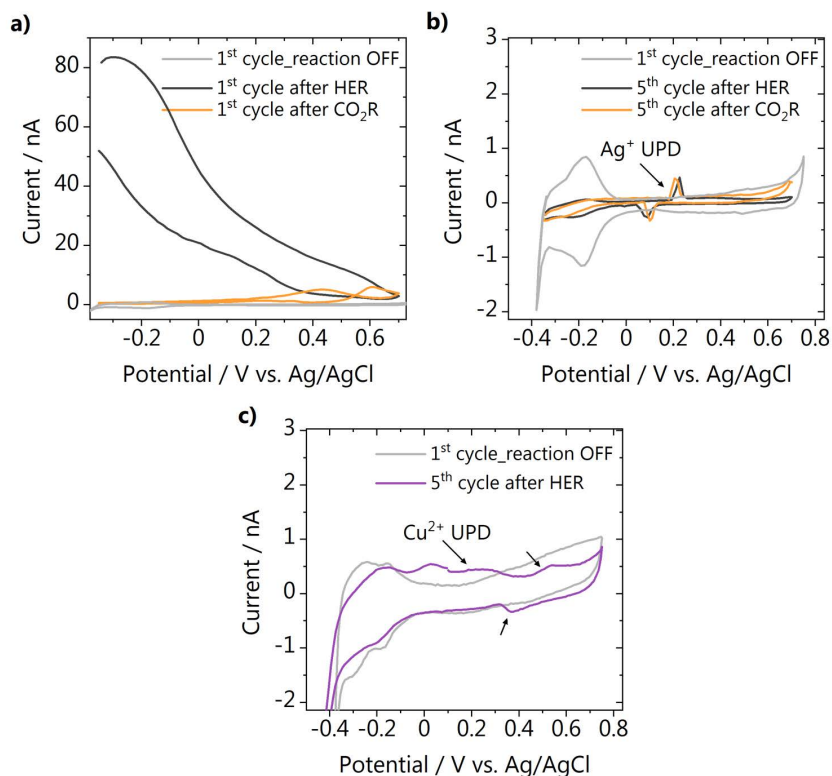 a)
1st cycle_reaction OFF
1st cycle after HER
1st cycle after CO2R
80
60
40
20
0
Current / nA
-0.2 0 0.2 0.4 0.6
Potential / V vs. Ag/AgCl
b)
1st cycle_reaction OFF
5th cycle after HER
5th cycle after CO2R
Ag+ UPD
3
2
1
0
-1
-2
Current / nA
-0.4 -0.2 0 0.2 0.4 0.6 0.8
Potential / V vs. Ag/AgCl
c)
1st cycle_reaction OFF
5th cycle after HER
Cu2+ UPD
3
2
1
0
-1
-2
Current / nA
-0.4 -0.2 0 0.2 0.4 0.6 0.8
Potential / V vs. Ag/AgCl